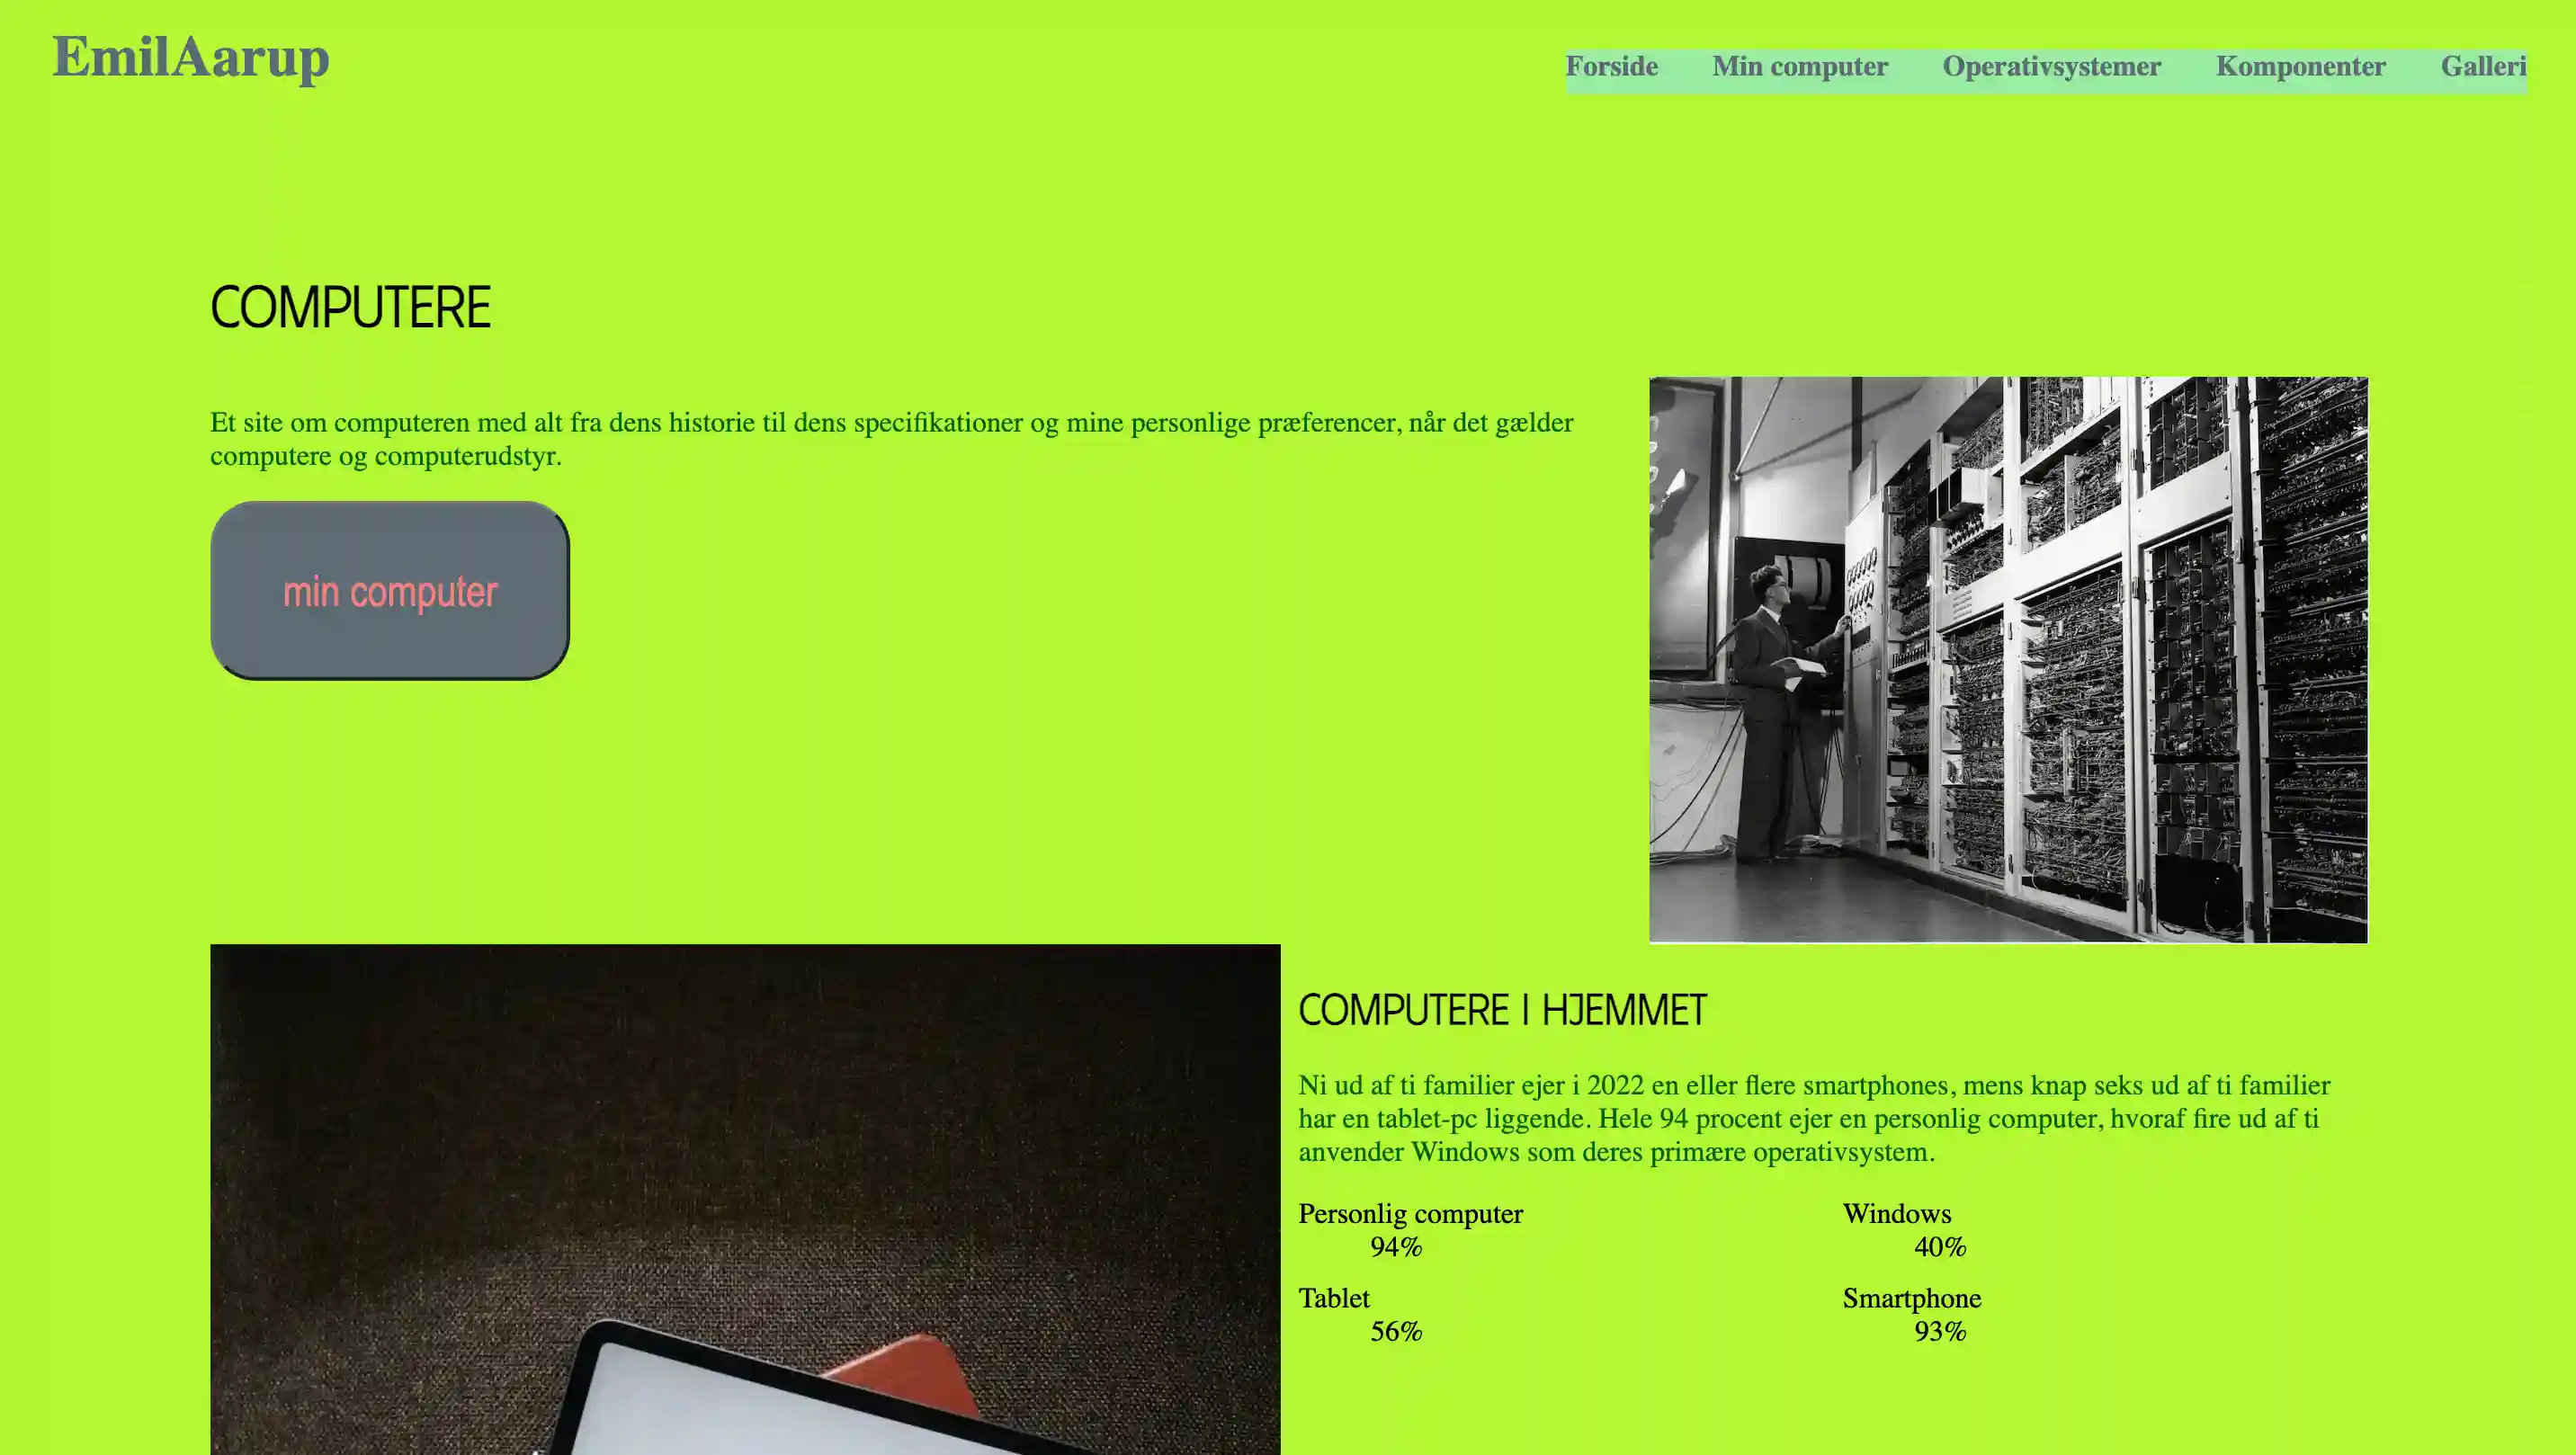 EmilAarup
Forside Min computer Operativsystemer Komponenter Galleri
COMPUTERE
Et site om computeren med alt fra dens historie til dens specifikationer og mine personlige præferencer, når det gælder
computere og computerudstyr.
min computer
COMPUTERE I HJEMMET
Ni ud af ti familier ejer i 2022 en eller flere smartphones, mens knap seks ud af ti familier
har en tablet-pc liggende. Hele 94 procent ejer en personlig computer, hvoraf fire ud af ti
anvender Windows som deres primære operativsystem.
Personlig computer
94%
Windows
40%
Tablet
56%
Smartphone
93%